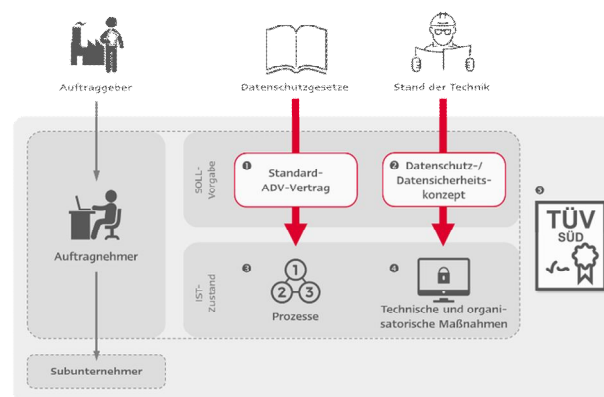 Auftraggeber
Datenschutzgesetze
Stand der Technik
SOLL-
Vorgabe
❶ Standard-
ADV-Vertrag
❷ Datenschutz-/
Datensicherheits-
konzept
❺
TÜV
SÜD
Auftragnehmer
IST-
Zustand
❸
1
2-3
Prozesse
❹
Technische und organi-
satorische Maßnahmen
Subunternehmer